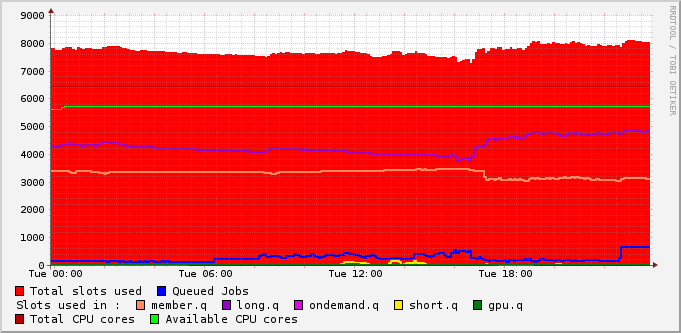 9000
8000
7000
6000
5000
4000
3000
2000
1000
0
Tue 00:00 Tue 06:00 Tue 12:00 Tue 18:00
Total slots used Queued Jobs
Slots used in : member.q long.q ondemand.q short.q gpu.q
Total CPU cores Available CPU cores
RRDTOOL / TOBI OETIKER